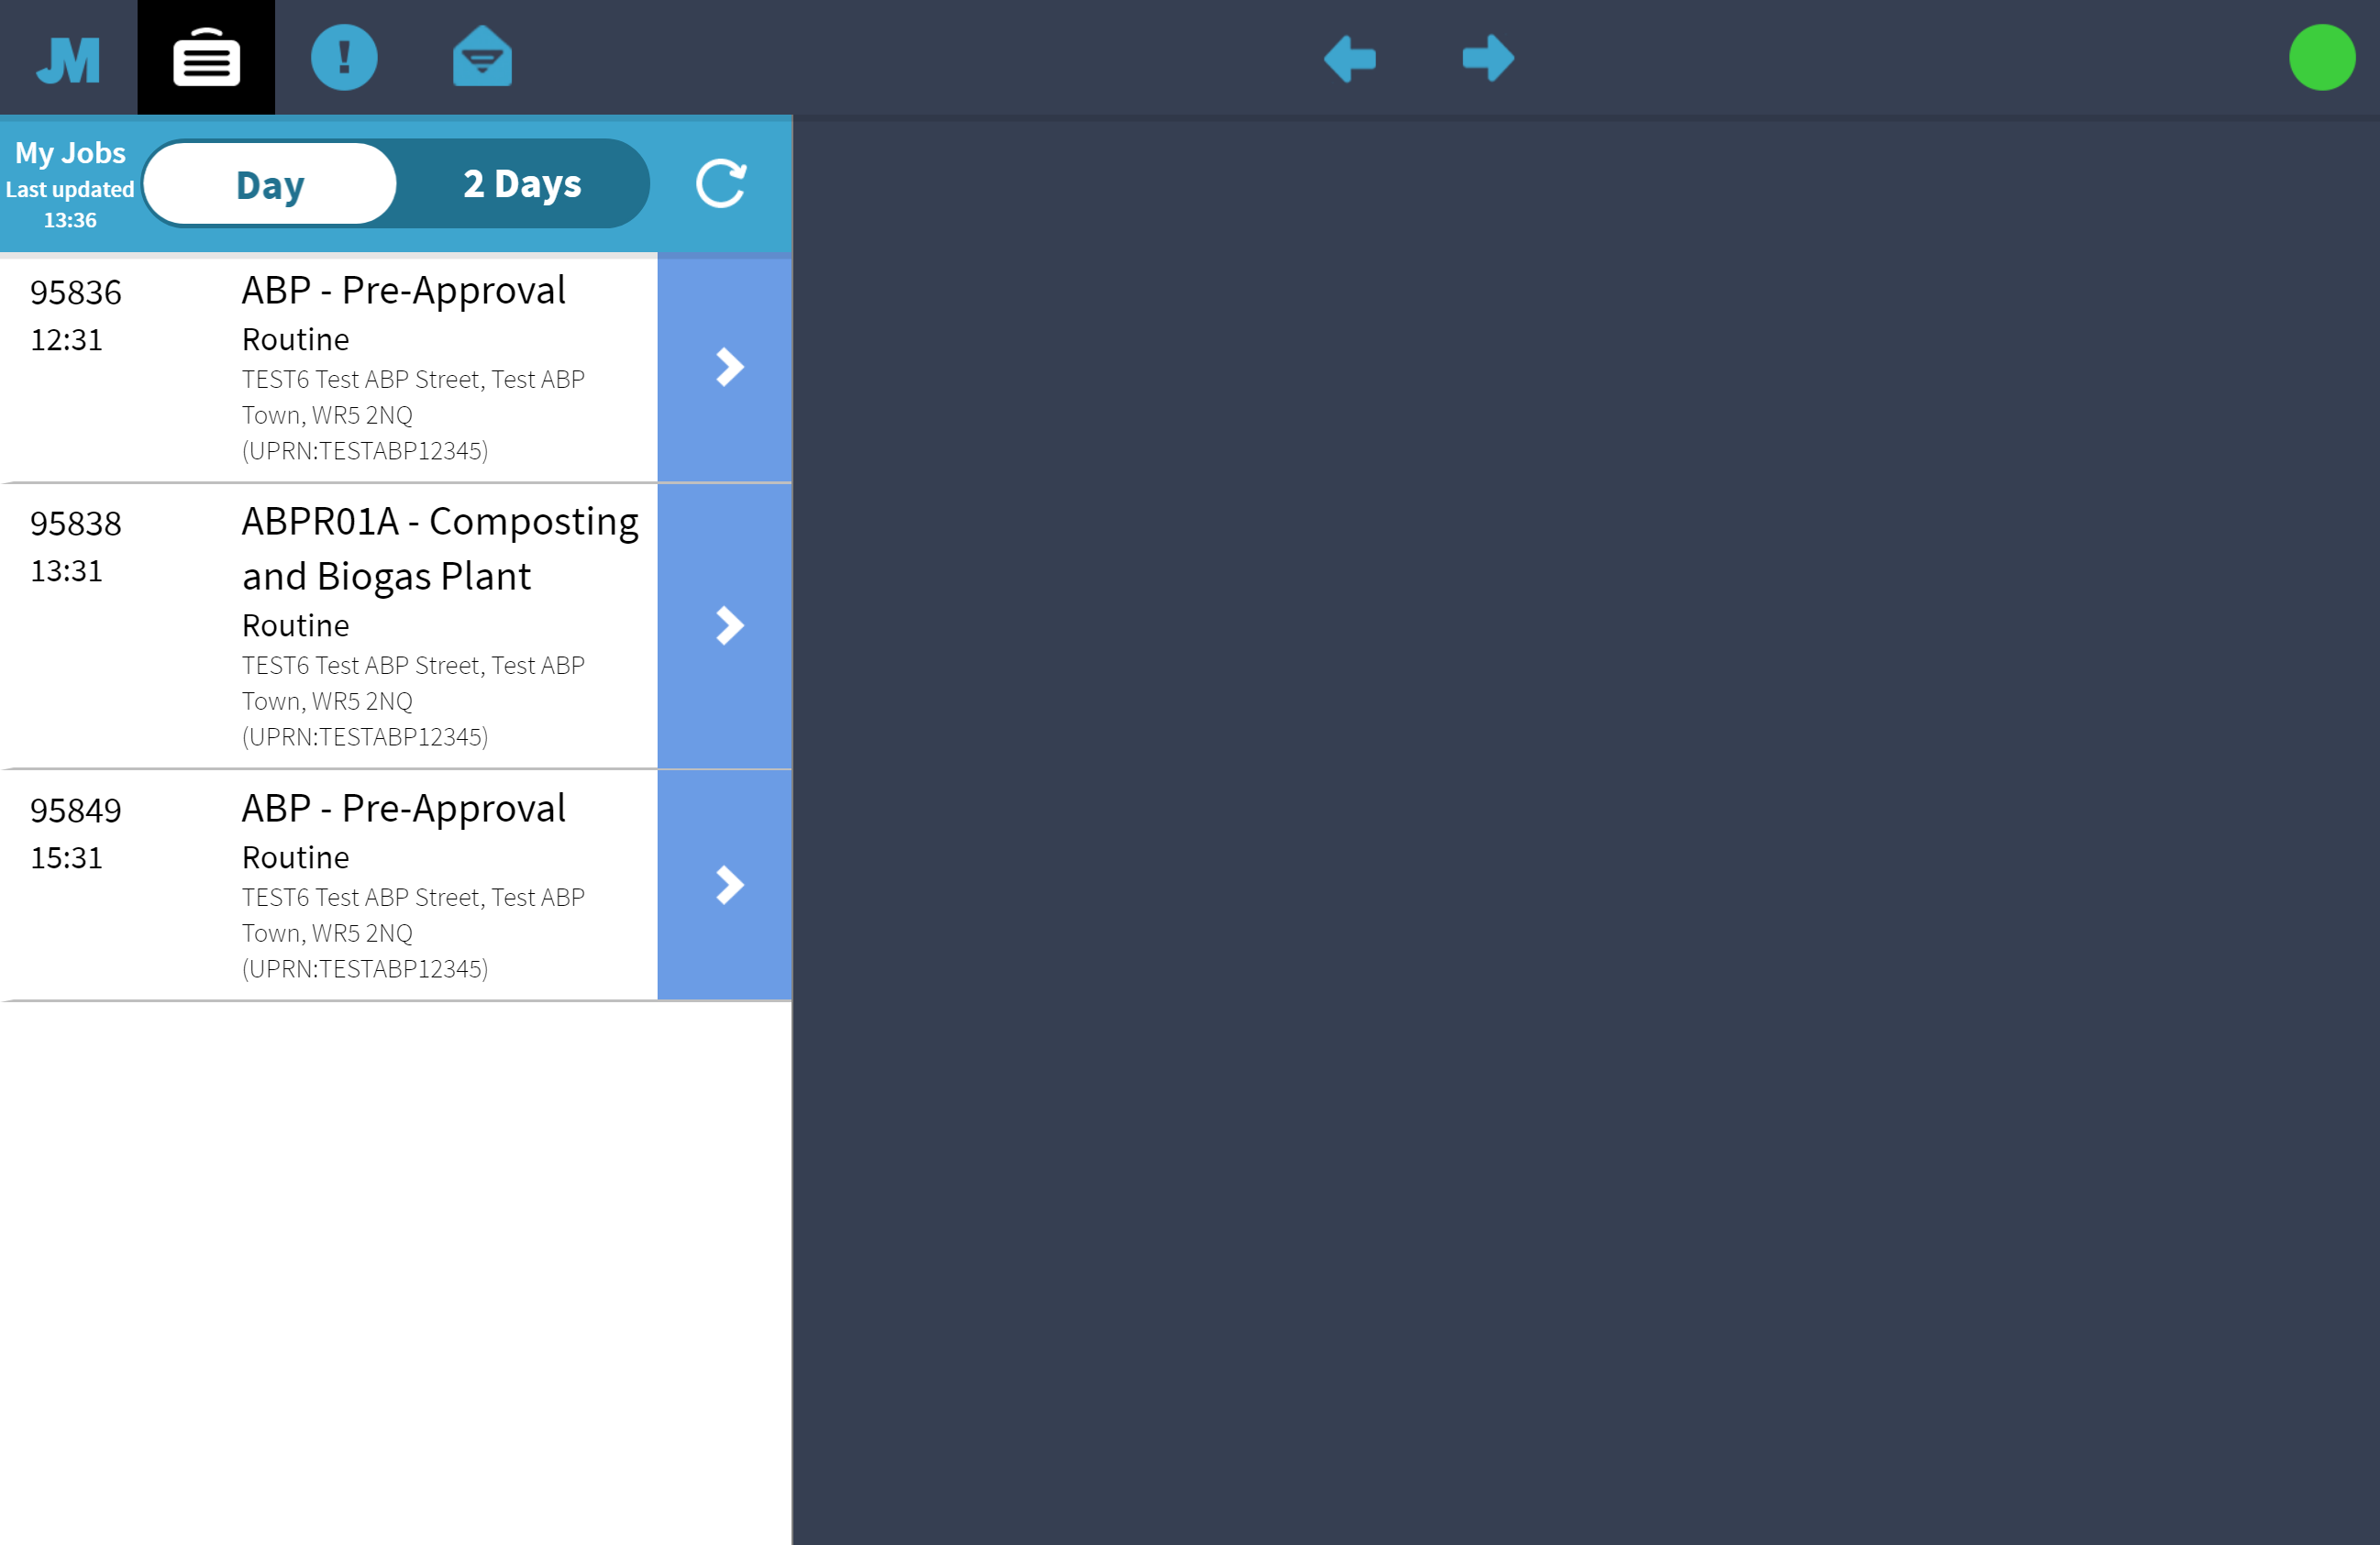 JM
!
My Jobs
Last updated
13:36
Day
2 Days
95836
12:31
ABP - Pre-Approval
Routine
TEST6 Test ABP Street, Test ABP
Town, WR5 2NQ
(UPRN:TESTABP12345)
95838
13:31
ABPR01A - Composting
and Biogas Plant
Routine
TEST6 Test ABP Street, Test ABP
Town, WR5 2NQ
(UPRN:TESTABP12345)
95849
15:31
ABP - Pre-Approval
Routine
TEST6 Test ABP Street, Test ABP
Town, WR5 2NQ
(UPRN:TESTABP12345)